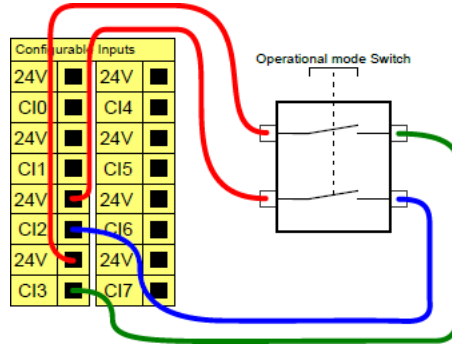 Configurable Inputs
Operational mode Switch
24V 24V
CI0 CI4
24V 24V
CI1 CI5
24V 24V
CI2 CI6
24V 24V
CI3 CI7